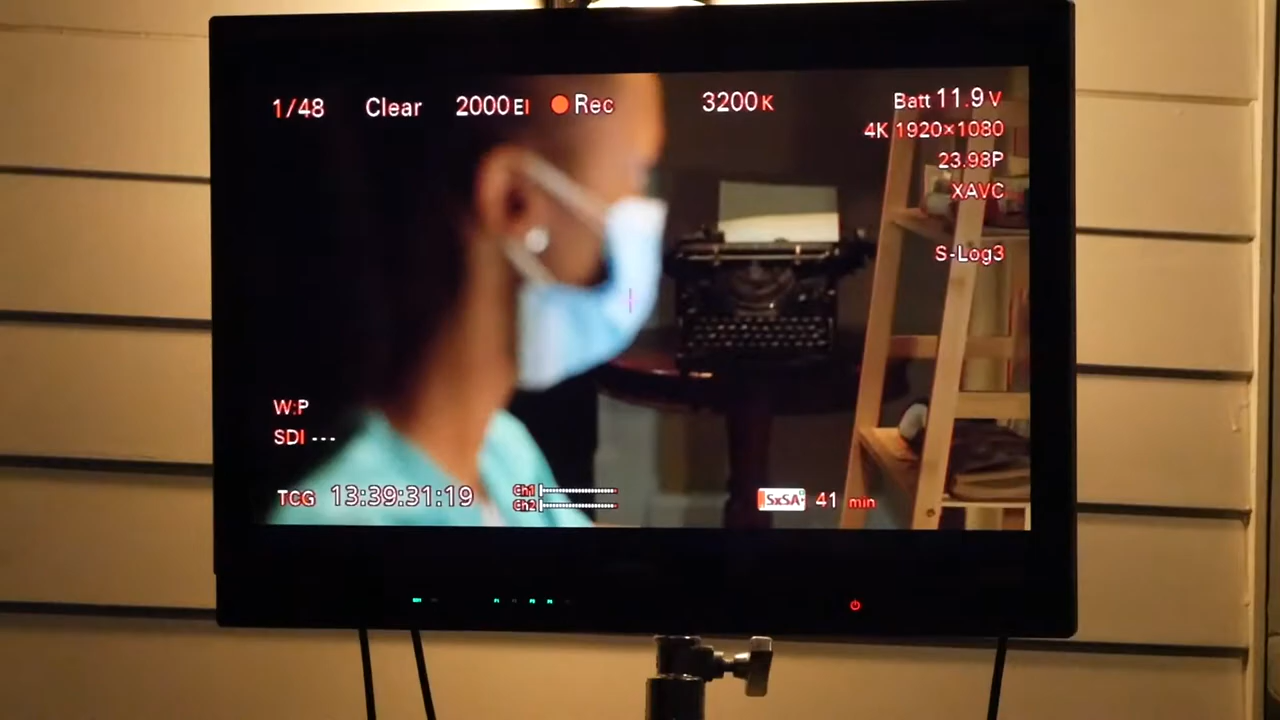 1/48 Clear 2000EI Rec 3200K Batt 11.9V
4K 1920×1080
23.98P
XAVC
S-Log3
W:P
SDI ---
TCG 13:39:31:19 Ch1
Ch2
SxSA 41 min